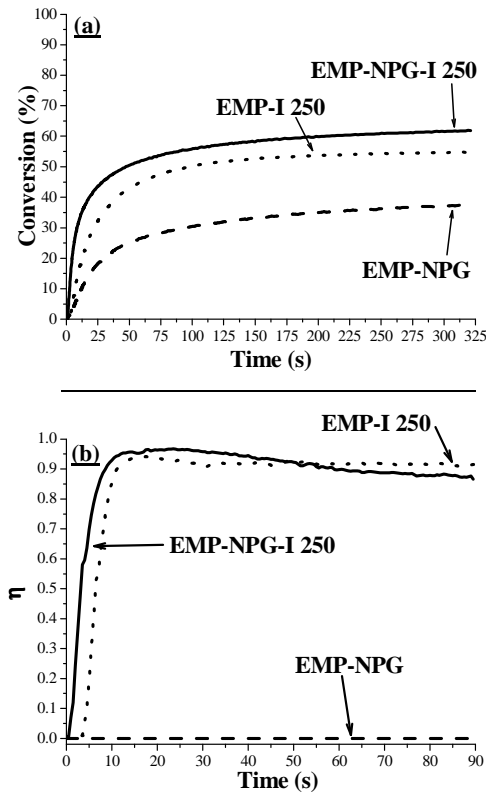 (a)
EMP-NPG-I 250
EMP-I 250
EMP-NPG
Conversion (%)
100
90
80
70
60
50
40
30
20
10
0
0 25 50 75 100 125 150 175 200 225 250 275 300 325
Time (s)
(b)
EMP-I 250
EMP-NPG-I 250
EMP-NPG
η
1.0
0.9
0.8
0.7
0.6
0.5
0.4
0.3
0.2
0.1
0.0
0 10 20 30 40 50 60 70 80 90
Time (s)